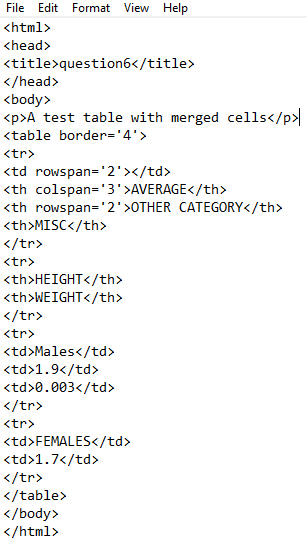 File Edit Format View Help
<html>
<head>
<title>question6</title>
</head>
<body>
<p>A test table with merged cells</p>
<table border='4'>
<tr>
<td rowspan='2'></td>
<th colspan='3'>AVERAGE</th>
<th rowspan='2'>OTHER CATEGORY</th>
<th>MISC</th>
</tr>
<tr>
<th>HEIGHT</th>
<th>WEIGHT</th>
</tr>
<tr>
<td>Males</td>
<td>1.9</td>
<td>0.003</td>
</tr>
<tr>
<td>FEMALES</td>
<td>1.7</td>
</tr>
</table>
</body>
</html>